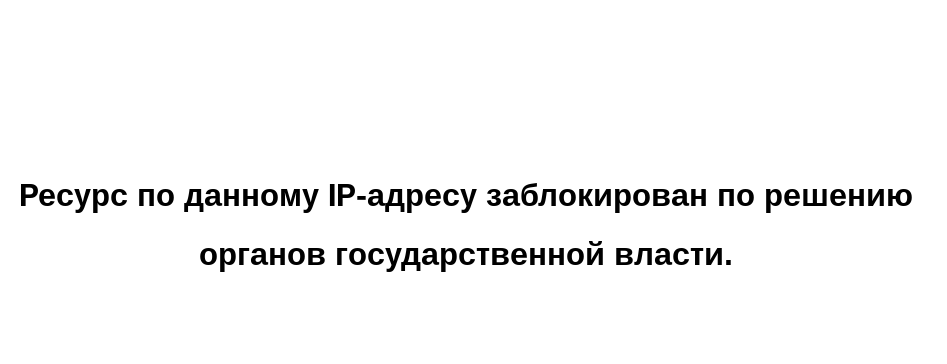 Ресурс по данному IP-адресу заблокирован по решению
органов государственной власти.